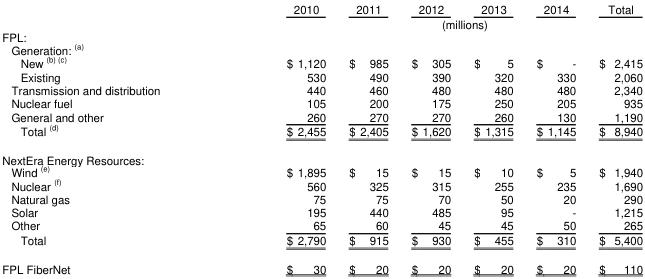 2010 2011 2012 2013 2014 Total
(millions)
FPL:
Generation: (a)
New (b) (c) $ 1,120 $ 985 $ 305 $ 5 $ - $ 2,415
Existing 530 490 390 320 330 2,060
Transmission and distribution 440 460 480 480 480 2,340
Nuclear fuel 105 200 175 250 205 935
General and other 260 270 270 260 130 1,190
Total (d) $ 2,455 $ 2,405 $ 1,620 $ 1,315 $ 1,145 $ 8,940
NextEra Energy Resources:
Wind (e) $ 1,895 $ 15 $ 15 $ 10 $ 5 $ 1,940
Nuclear (f) 560 325 315 255 235 1,690
Natural gas 75 75 70 50 20 290
Solar 195 440 485 95 - 1,215
Other 65 60 45 45 50 265
Total $ 2,790 $ 915 $ 930 $ 455 $ 310 $ 5,400
FPL FiberNet $ 30 $ 20 $ 20 $ 20 $ 20 $ 110